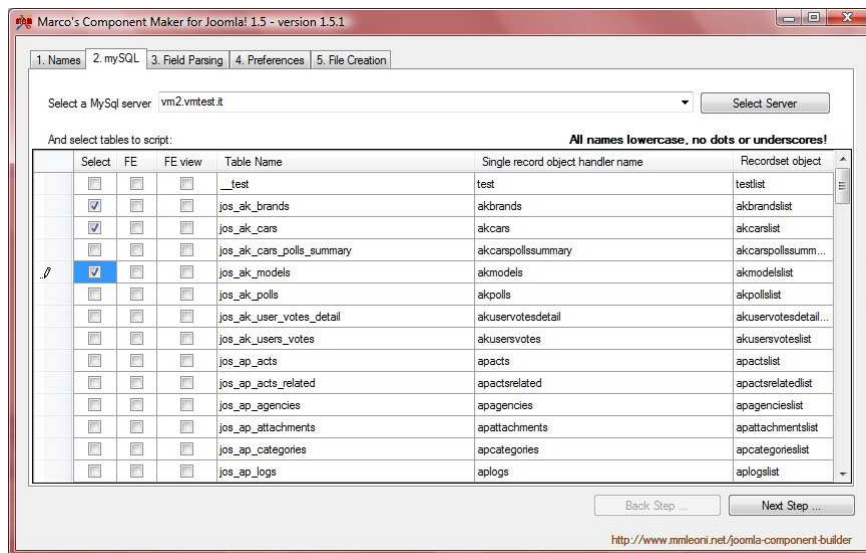 Marco's Component Maker for Joomla! 1.5 - version 1.5.1
1. Names 2. mySQL 3. Field Parsing 4. Preferences 5. File Creation
Select a MySql server vm2.vmtest.it Select Server
And select tables to script: All names lowercase, no dots or underscores!
Select FE FE view Table Name Single record object handler name Recordset object
__test test testlist
jos_ak_brands akbrands akbrandslist
jos_ak_cars akcars akcarslist
jos_ak_cars_polls_summary akcarspollssummary akcarspollssumm...
jos_ak_models akmodels akmodelslist
jos_ak_polls akpolls akpollslist
jos_ak_user_votes_detail akuservotesdetail akuservotesdetail...
jos_ak_users_votes akusersvotes akusersvoteslist
jos_ap_acts apacts apactslist
jos_ap_acts_related apactsrelated apactsrelatedlist
jos_ap_agencies apagencies apagencieslist
jos_ap_attachments apattachments apattachmentslist
jos_ap_categories apcategories apcategorieslist
jos_ap_logs aplogs aplogslist
Back Step ... Next Step ...
http://www.mmleoni.net/joomla-component-builder